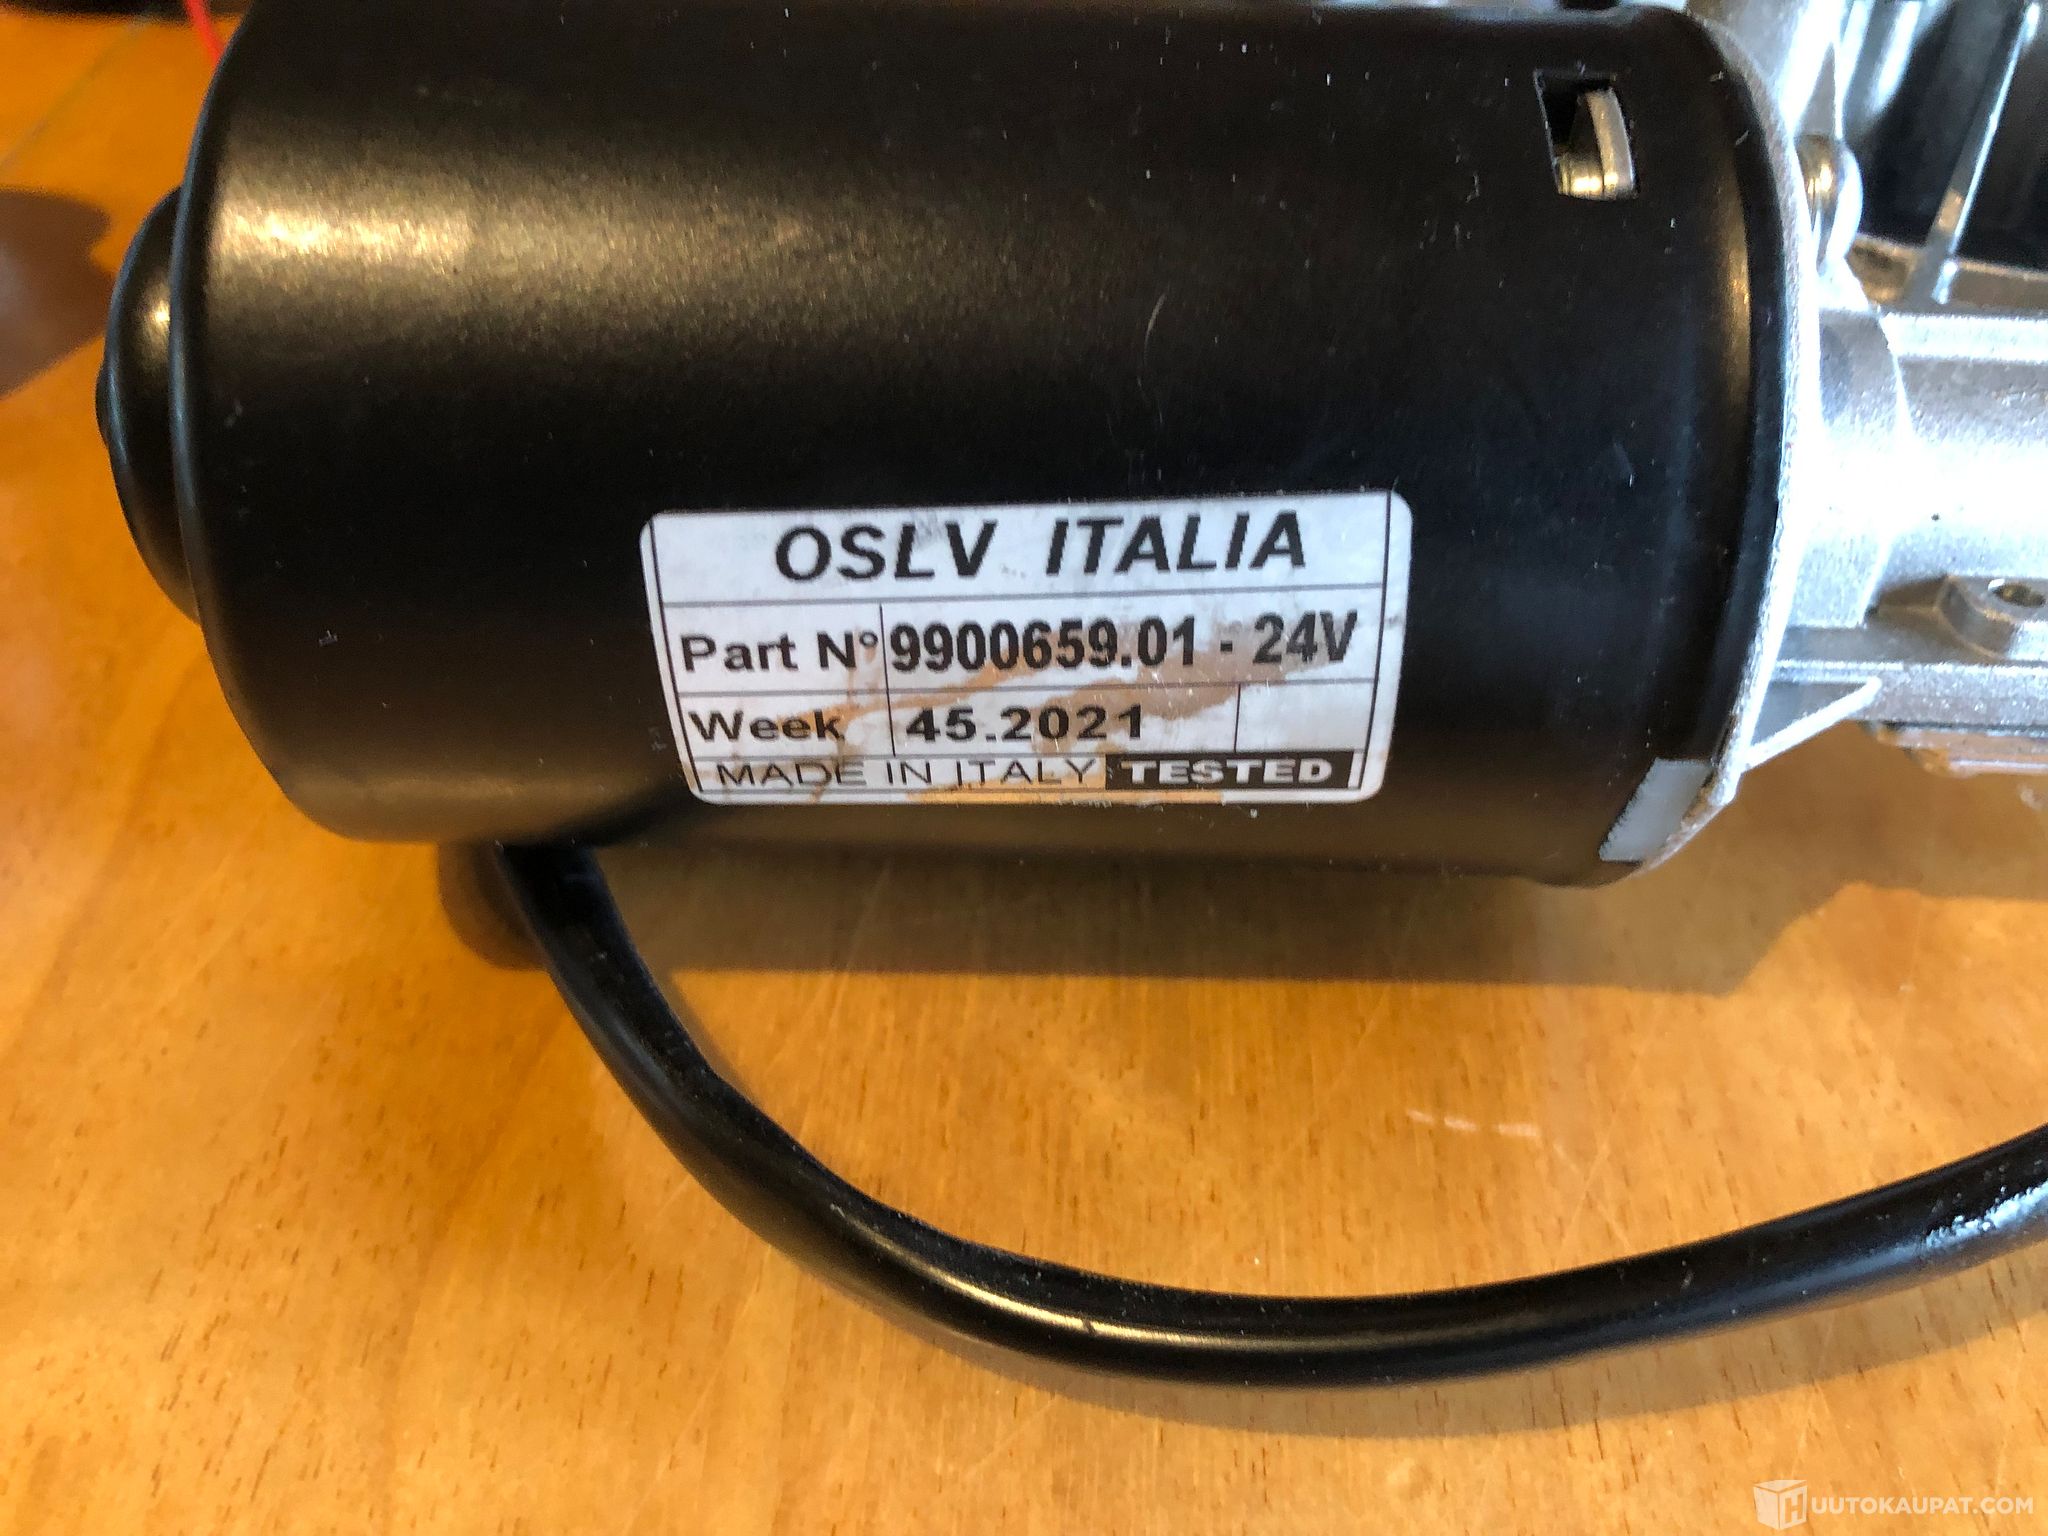 OSLV ITALIA
Part N° 9900659.01 - 24V
Week 45.2021
MADE IN ITALY TESTED
HUUTOKAUPAT.COM